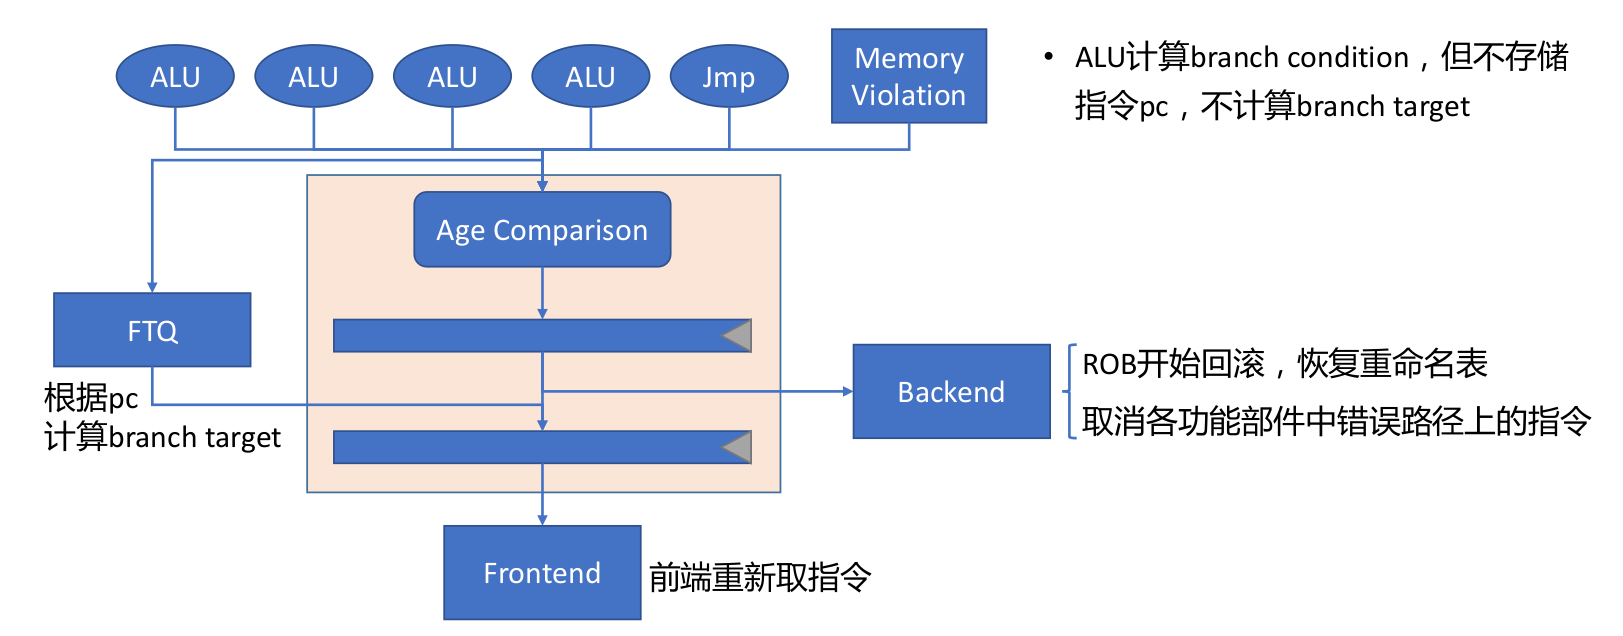 ALU
ALU
ALU
ALU
Jmp
Memory
Violation
• ALU计算branch condition，但不存储
指令pc，不计算branch target
Age Comparison
FTQ
根据pc
计算branch target
Backend
ROB开始回滚，恢复重命名表
取消各功能部件中错误路径上的指令
Frontend
前端重新取指令